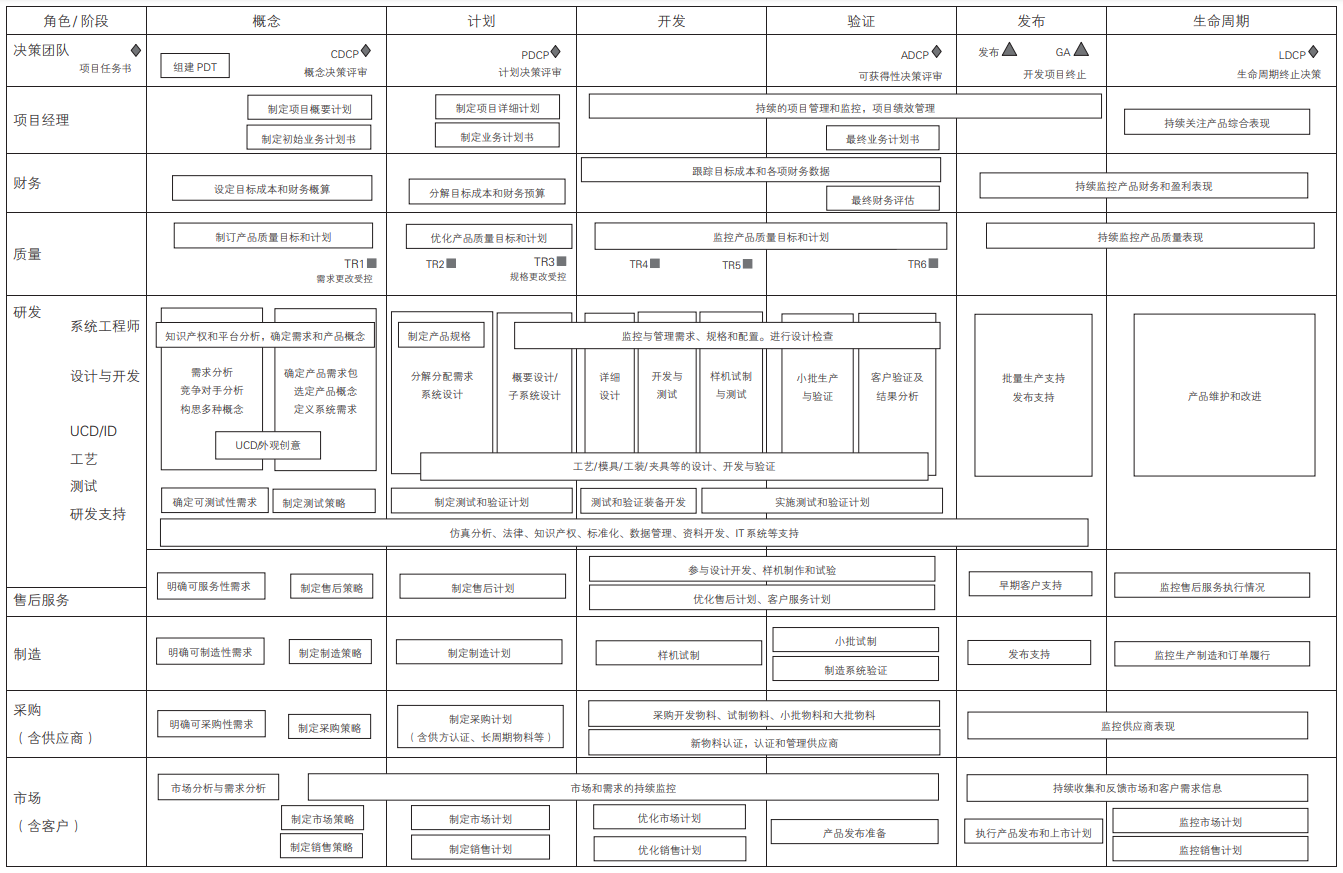 角色/ 阶段
概念
计划
开发
验证
发布
生命周期
决策团队
项目任务书
组建 PDT
CDCP
概念决策评审
PDCP
计划决策评审
ADCP
可获得性决策评审
发布
GA
开发项目终止
LDCP
生命周期终止决策
项目经理
制定项目概要计划
制定初始业务计划书
制定项目详细计划
制定业务计划书
持续的项目管理和监控，项目绩效管理
最终业务计划书
持续关注产品综合表现
财务
设定目标成本和财务概算
分解目标成本和财务预算
跟踪目标成本和各项财务数据
最终财务评估
持续监控产品财务和盈利表现
质量
制订产品质量目标和计划
优化产品质量目标和计划
监控产品质量目标和计划
持续监控产品质量表现
TR1
需求更改受控
TR2
TR3
规格更改受控
TR4
TR5
TR6
研发
系统工程师
设计与开发
UCD/ID
工艺
测试
研发支持
知识产权和平台分析，确定需求和产品概念
需求分析
竞争对手分析
构思多种概念
确定产品需求包
选定产品概念
定义系统需求
UCD/外观创意
制定产品规格
监控与管理需求、规格和配置。进行设计检查
分解分配需求
系统设计
概要设计/
子系统设计
详细
设计
开发与
测试
样机试制
与测试
小批生产
与验证
客户验证及
结果分析
批量生产支持
发布支持
产品维护和改进
工艺/模具/工装/夹具等的设计、开发与验证
确定可测试性需求
制定测试策略
制定测试和验证计划
测试和验证装备开发
实施测试和验证计划
仿真分析、法律、知识产权、标准化、数据管理、资料开发、IT 系统等支持
售后服务
明确可服务性需求
制定售后策略
制定售后计划
参与设计开发、样机制作和试验
优化售后计划、客户服务计划
早期客户支持
监控售后服务执行情况
制造
明确可制造性需求
制定制造策略
制定制造计划
样机试制
小批试制
制造系统验证
发布支持
监控生产制造和订单履行
采购
（含供应商）
明确可采购性需求
制定采购策略
制定采购计划
（含供方认证、长周期物料等）
采购开发物料、试制物料、小批物料和大批物料
新物料认证，认证和管理供应商
监控供应商表现
市场
（含客户）
市场分析与需求分析
市场和需求的持续监控
持续收集和反馈市场和客户需求信息
制定市场策略
制定销售策略
制定市场计划
制定销售计划
优化市场计划
优化销售计划
产品发布准备
执行产品发布和上市计划
监控市场计划
监控销售计划